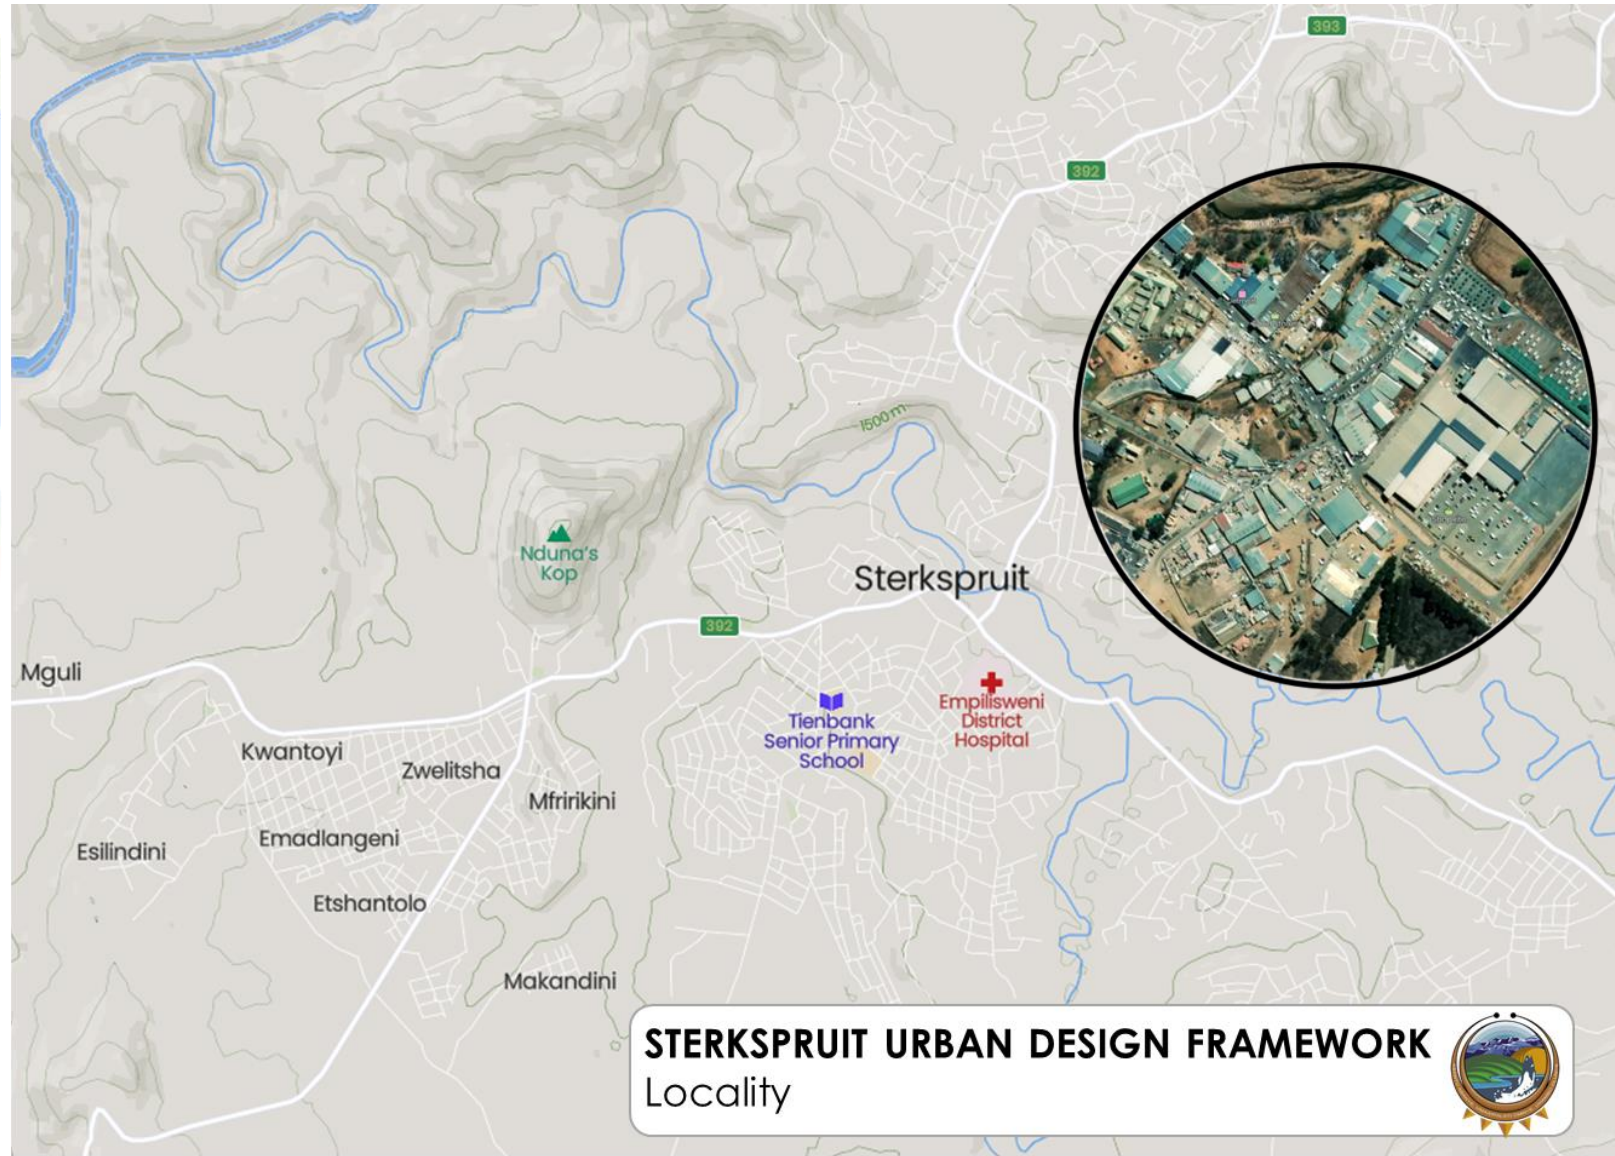 393
392
1500 m
Nduna's
Kop
Sterkspruit
392
Mguli
Empilisweni
District
Hospital
Tienbank
Senior Primary
School
Kwantoyi
Zwelitsha
Mfririkini
Emadlangeni
Esilindini
Etshantolo
Makandini
STERKSPRUIT URBAN DESIGN FRAMEWORK
Locality